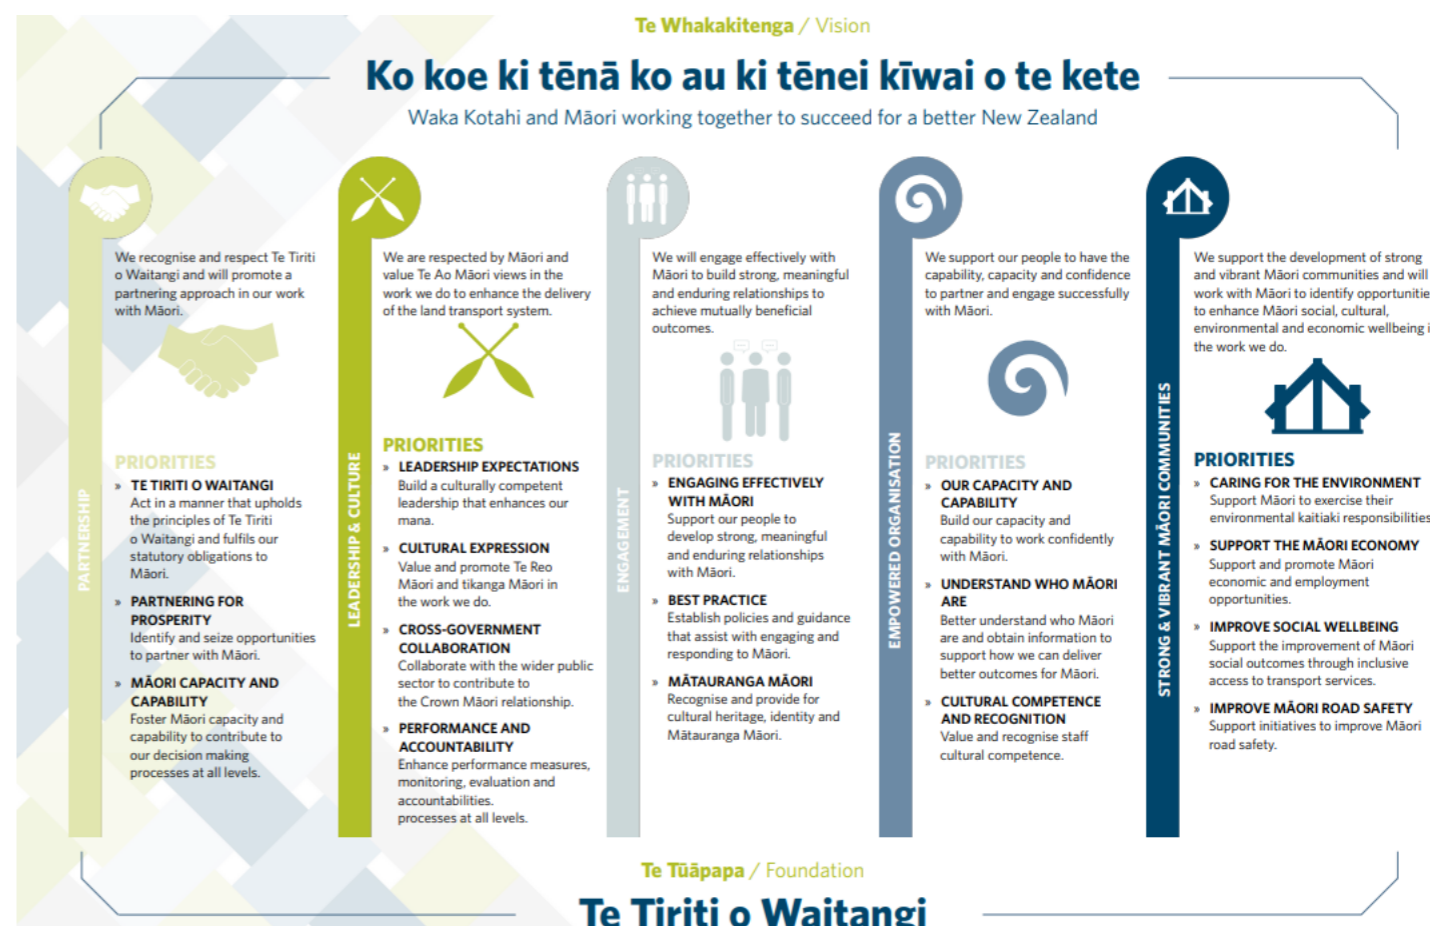 Te Whakakitenga / Vision
Ko koe ki tēnā ko au ki tēnei kīwai o te kete
Waka Kotahi and Māori working together to succeed for a better New Zealand
PARTNERSHIP
We recognise and respect Te Tiriti
o Waitangi and will promote a
partnering approach in our work
with Māori.
PRIORITIES
» TE TIRITI O WAITANGI
Act in a manner that upholds
the principles of Te Tiriti
o Waitangi and fulfils our
statutory obligations to
Māori.
» PARTNERING FOR
PROSPERITY
Identify and seize opportunities
to partner with Māori.
» MĀORI CAPACITY AND
CAPABILITY
Foster Māori capacity and
capability to contribute to
our decision making
processes at all levels.
LEADERSHIP & CULTURE
We are respected by Māori and
value Te Ao Māori views in the
work we do to enhance the delivery
of the land transport system.
PRIORITIES
» LEADERSHIP EXPECTATIONS
Build a culturally competent
leadership that enhances our
mana.
» CULTURAL EXPRESSION
Value and promote Te Reo
Māori and tikanga Māori in
the work we do.
» CROSS-GOVERNMENT
COLLABORATION
Collaborate with the wider public
sector to contribute to
the Crown Māori relationship.
» PERFORMANCE AND
ACCOUNTABILITY
Enhance performance measures,
monitoring, evaluation and
accountabilities.
processes at all levels.
ENGAGEMENT
We will engage effectively with
Māori to build strong, meaningful
and enduring relationships to
achieve mutually beneficial
outcomes.
PRIORITIES
» ENGAGING EFFECTIVELY
WITH MĀORI
Support our people to
develop strong, meaningful
and enduring relationships
with Māori.
» BEST PRACTICE
Establish policies and guidance
that assist with engaging and
responding to Māori.
» MĀTAURANGA MĀORI
Recognise and provide for
cultural heritage, identity and
Mātauranga Māori.
EMPOWERED ORGANISATION
We support our people to have the
capability, capacity and confidence
to partner and engage successfully
with Māori.
PRIORITIES
» OUR CAPACITY AND
CAPABILITY
Build our capacity and
capability to work confidently
with Māori.
» UNDERSTAND WHO MĀORI
ARE
Better understand who Māori
are and obtain information to
support how we can deliver
better outcomes for Māori.
» CULTURAL COMPETENCE
AND RECOGNITION
Value and recognise staff
cultural competence.
STRONG & VIBRANT MĀORI COMMUNITIES
We support the development of strong
and vibrant Māori communities and will
work with Māori to identify opportunitie
to enhance Māori social, cultural,
environmental and economic wellbeing i
the work we do.
PRIORITIES
» CARING FOR THE ENVIRONMENT
Support Māori to exercise their
environmental kaitiaki responsibilities
» SUPPORT THE MĀORI ECONOMY
Support and promote Māori
economic and employment
opportunities.
» IMPROVE SOCIAL WELLBEING
Support the improvement of Māori
social outcomes through inclusive
access to transport services.
» IMPROVE MĀORI ROAD SAFETY
Support initiatives to improve Māori
road safety.
Te Tūāpapa / Foundation
Te Tiriti o Waitangi